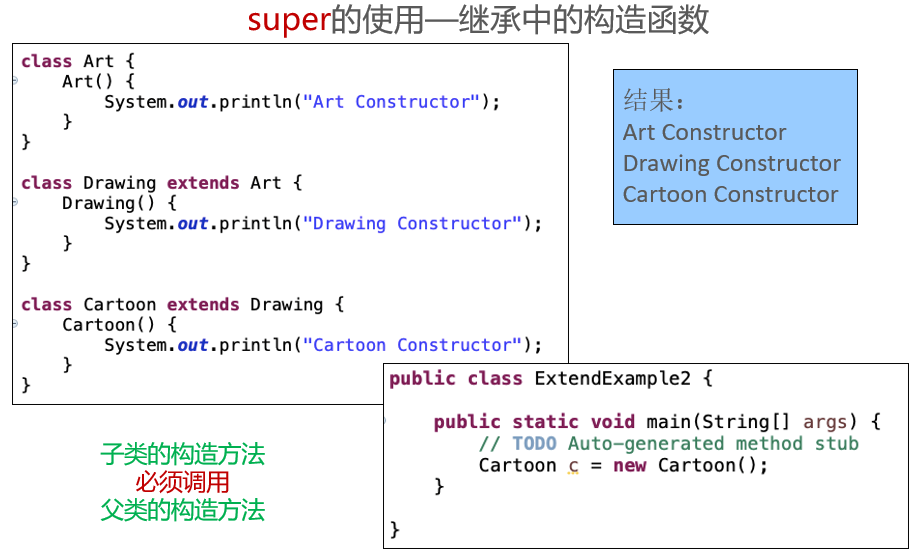 super的使用—继承中的构造函数
class Art {
Art() {
System.out.println("Art Constructor");
}
}
class Drawing extends Art {
Drawing() {
System.out.println("Drawing Constructor");
}
}
class Cartoon extends Drawing {
Cartoon() {
System.out.println("Cartoon Constructor");
}
}
结果：
Art Constructor
Drawing Constructor
Cartoon Constructor
public class ExtendExample2 {
public static void main(String[] args) {
// TODO Auto-generated method stub
Cartoon c = new Cartoon();
}
}
子类的构造方法
必须调用
父类的构造方法